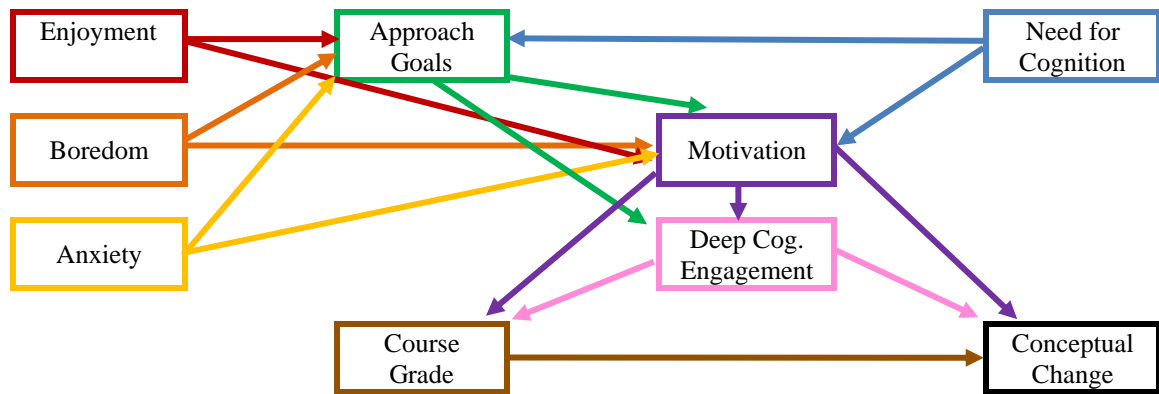 Enjoyment
Approach
Goals
Need for
Cognition
Boredom
Motivation
Anxiety
Deep Cog.
Engagement
Course
Grade
Conceptual
Change